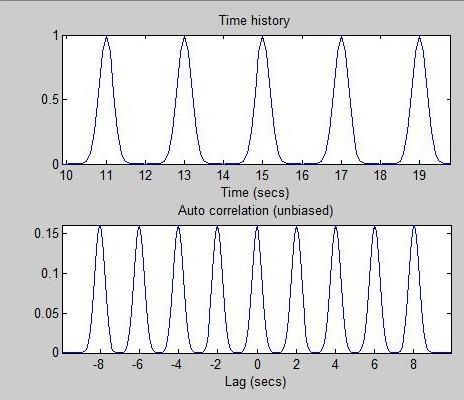 Time history
1
0.5
0
10 11 12 13 14 15 16 17 18 19
Time (secs)
Auto correlation (unbiased)
0.15
0.1
0.05
0
-8 -6 -4 -2 0 2 4 6 8
Lag (secs)